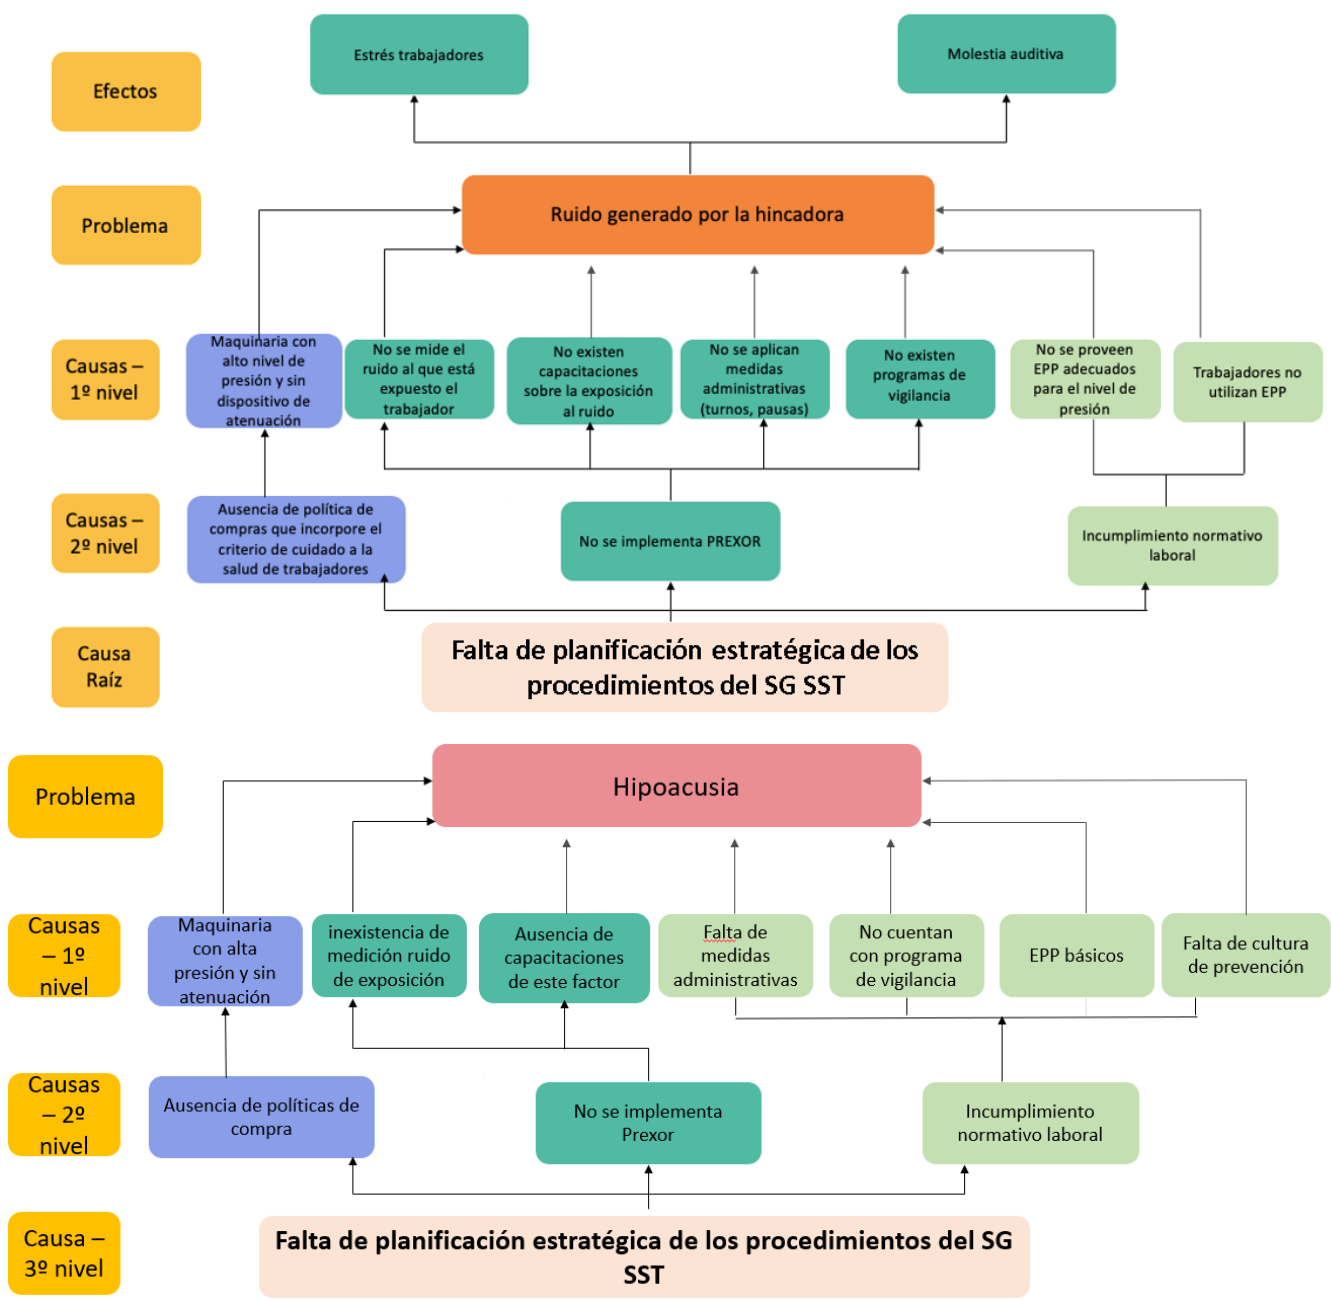 Efectos
Estrés trabajadores
Molestia auditiva
Problema
Ruido generado por la hincadora
Causas –
1º nivel
Maquinaria con
alto nivel de
presión y sin
dispositivo de
atenuación
No se mide el
ruido al que está
expuesto el
trabajador
No existen
capacitaciones
sobre la exposición
al ruido
No se aplican
medidas
administrativas
(turnos, pausas)
No existen
programas de
vigilancia
No se proveen
EPP adecuados
para el nivel de
presión
Trabajadores no
utilizan EPP
Causas –
2º nivel
Ausencia de política de
compras que incorpore el
criterio de cuidado a la
salud de trabajadores
No se implementa PREXOR
Incumplimiento normativo
laboral
Causa
Raíz
Falta de planificación estratégica de los
procedimientos del SG SST
Problema
Hipoacusia
Causas
– 1º
nivel
Maquinaria
con alta
presión y sin
atenuación
inexistencia de
medición ruido
de exposición
Ausencia de
capacitaciones
de este factor
Falta de
medidas
administrativas
No cuentan
con programa
de vigilancia
EPP básicos
Falta de cultura
de prevención
Causas
– 2º
nivel
Ausencia de políticas de
compra
No se implementa
Prexor
Incumplimiento
normativo laboral
Causa –
3º nivel
Falta de planificación estratégica de los procedimientos del SG
SST